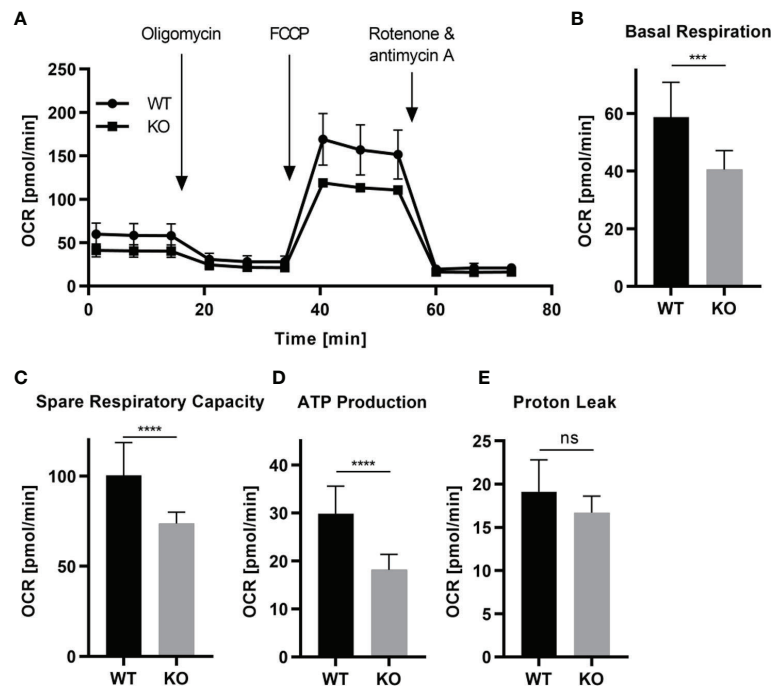 A
Oligomycin
FCCP
Rotenone &
antimycin A
250
200
150
100
50
0
OCR [pmol/min]
WT
KO
0
20
40
60
80
Time [min]
B
Basal Respiration
***
60
40
20
0
OCR [pmol/min]
WT
KO
C
Spare Respiratory Capacity
****
100
50
0
OCR [pmol/min]
WT
KO
D
ATP Production
****
40
30
20
10
0
OCR [pmol/min]
WT
KO
E
Proton Leak
ns
25
20
15
10
5
0
OCR [pmol/min]
WT
KO